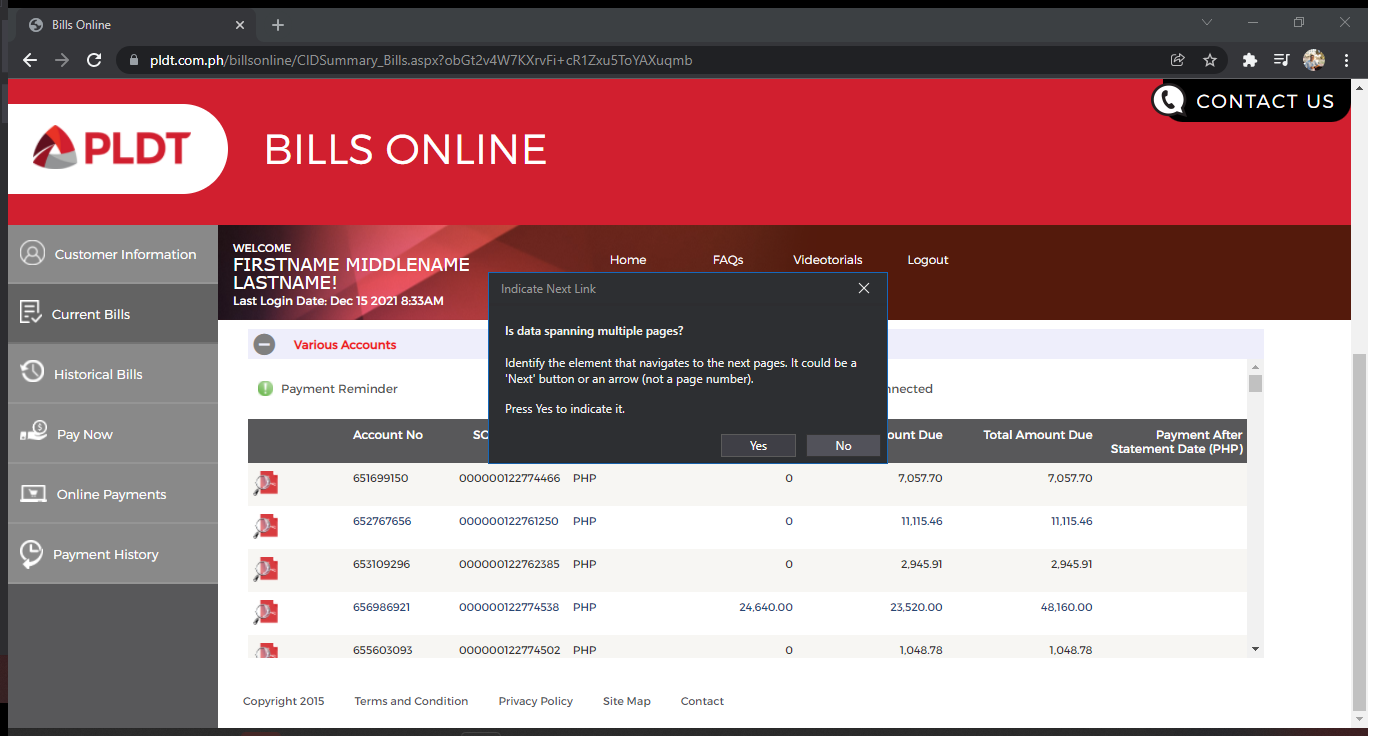 Bills Online
pldt.com.ph/billsonline/CIDSummary_Bills.aspx?obGt2v4W7KXrvFi+cR1Zxu5ToYAXuqmb
CONTACT US
PLDT
BILLS ONLINE
Customer Information
Current Bills
Historical Bills
Pay Now
Online Payments
Payment History
WELCOME
FIRSTNAME MIDDLENAME
LASTNAME!
Last Login Date: Dec 15 2021 8:33AM
Home FAQs Videotorials Logout
Indicate Next Link
Is data spanning multiple pages?
Identify the element that navigates to the next pages. It could be a
'Next' button or an arrow (not a page number).
Press Yes to indicate it.
Yes No
Various Accounts
Payment Reminder
Account No Total Amount Due Payment After
Due Statement Date (PHP)
651699150 000000122774466 PHP 0 7,057.70 7,057.70
652767656 000000122761250 PHP 0 11,115.46 11,115.46
653109296 000000122762385 PHP 0 2,945.91 2,945.91
656986921 000000122774538 PHP 24,640.00 23,520.00 48,160.00
655603093 000000122774502 PHP 0 1,048.78 1,048.78
Copyright 2015 Terms and Condition Privacy Policy Site Map Contact